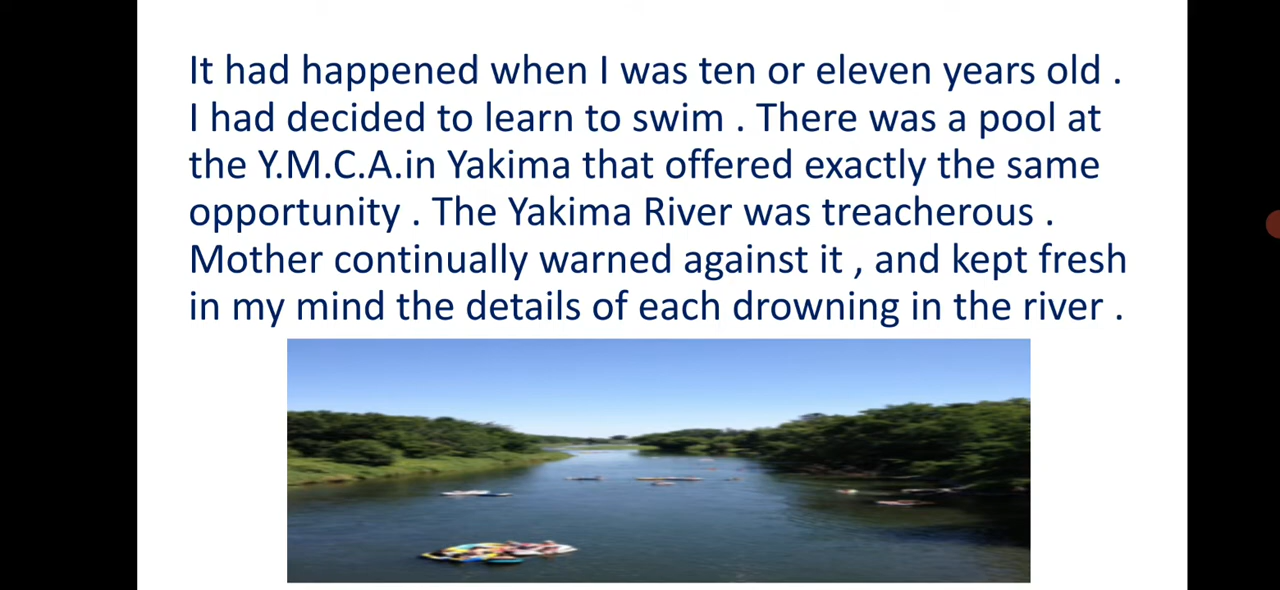 It had happened when I was ten or eleven years old .
I had decided to learn to swim . There was a pool at
the Y.M.C.A.in Yakima that offered exactly the same
opportunity . The Yakima River was treacherous .
Mother continually warned against it , and kept fresh
in my mind the details of each drowning in the river .